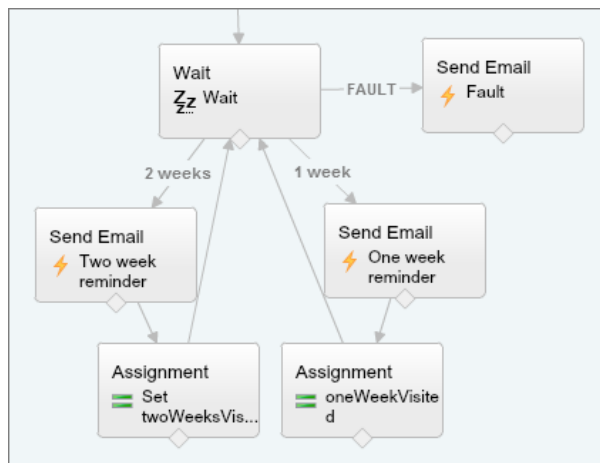 Wait
Wait
FAULT
Send Email
Fault
2 weeks
1 week
Send Email
Two week
reminder
Send Email
One week
reminder
Assignment
Set
twoWeeksVis...
Assignment
oneWeekVisite
d